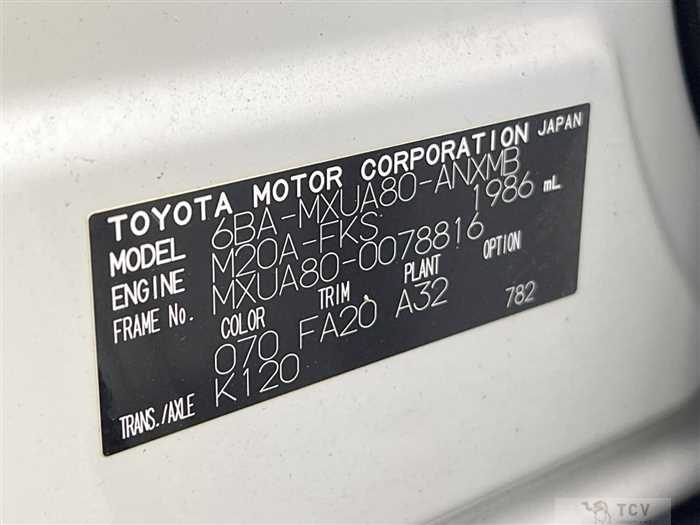 TOYOTA MOTOR CORPORATION JAPAN
MODEL 6BA-MXUA80-ANXMB
ENGINE M20A-FKS 1986 mL
FRAME No. MXUA80-0078816
COLOR TRIM PLANT OPTION
070 FA20 A32 782
TRANS./AXLE K120
TCV